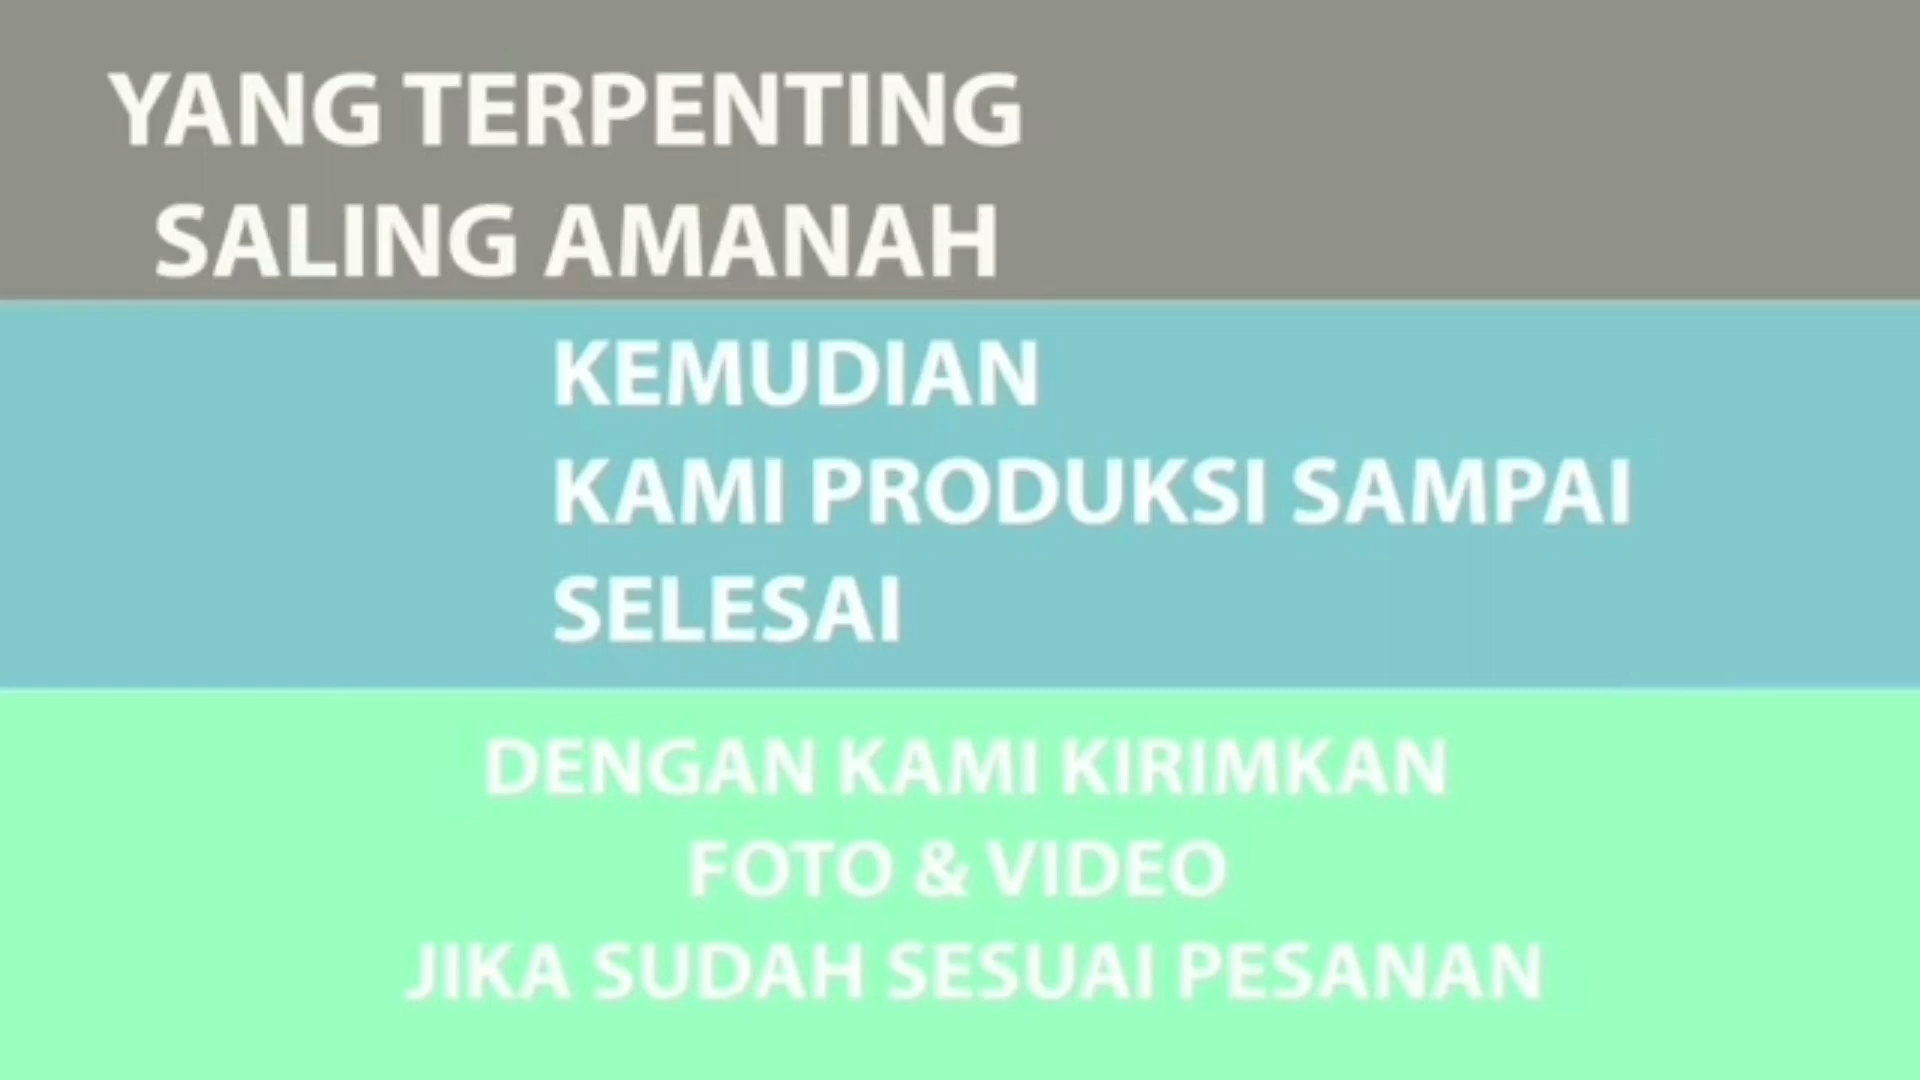 YANG TERPENTING
SALING AMANAH
KEMUDIAN
KAMI PRODUKSI SAMPAI
SELESAI
DENGAN KAMI KIRIMKAN
FOTO & VIDEO
JIKA SUDAH SESUAI PESANAN